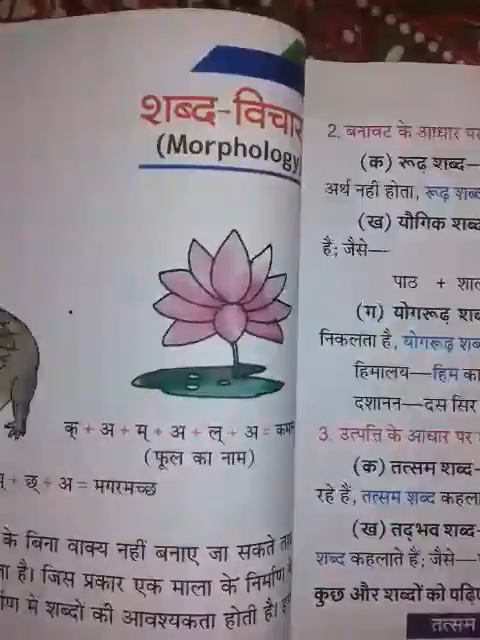 शब्द-विचार
(Morphology)
क् + अ + म् + अ + ल् + अ = कमल
(फूल का नाम)
+ छ् + अ = मगरमच्छ
के बिना वाक्य नहीं बनाए जा सकते
है। जिस प्रकार एक माला के निर्माण
में शब्दों की आवश्यकता होती है।
2. बनावट के आधार पर
(क) रूढ़ शब्द—
अर्थ नहीं होता, रूढ़ शब्द
(ख) यौगिक शब्द
हैं; जैसे—
पाठ +
(ग) योगरूढ़ शब्द
निकलता है, योगरूढ़ शब्द
हिमालय—हिम का
दशानन—दस सिर
3. उत्पत्ति के आधार पर
(क) तत्सम शब्द-
रहे हैं, तत्सम शब्द
(ख) तद्भव शब्द-
शब्द कहलाते हैं; जैसे—
कुछ और शब्दों को
तत्सम